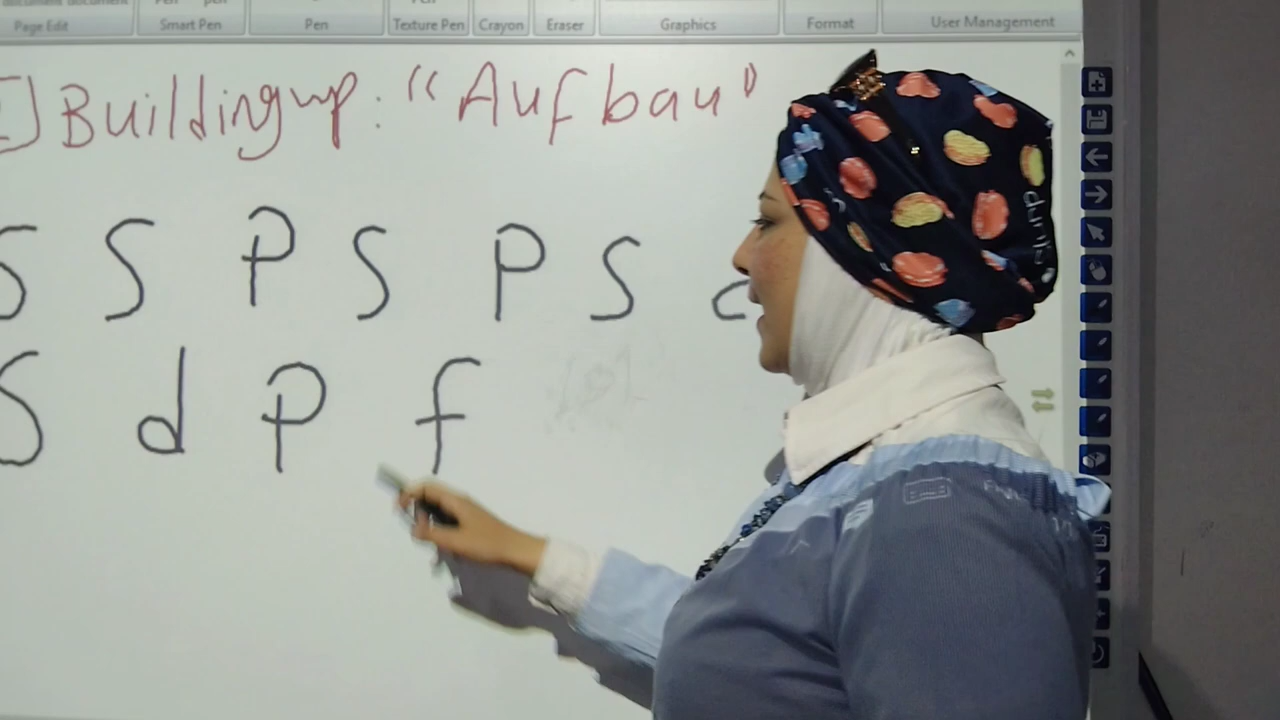 Page Edit Smart Pen Pen Texture Pen Crayon Eraser Graphics Format User Management
I] Building up: "Aufbau"
S S P S P S
S d P f